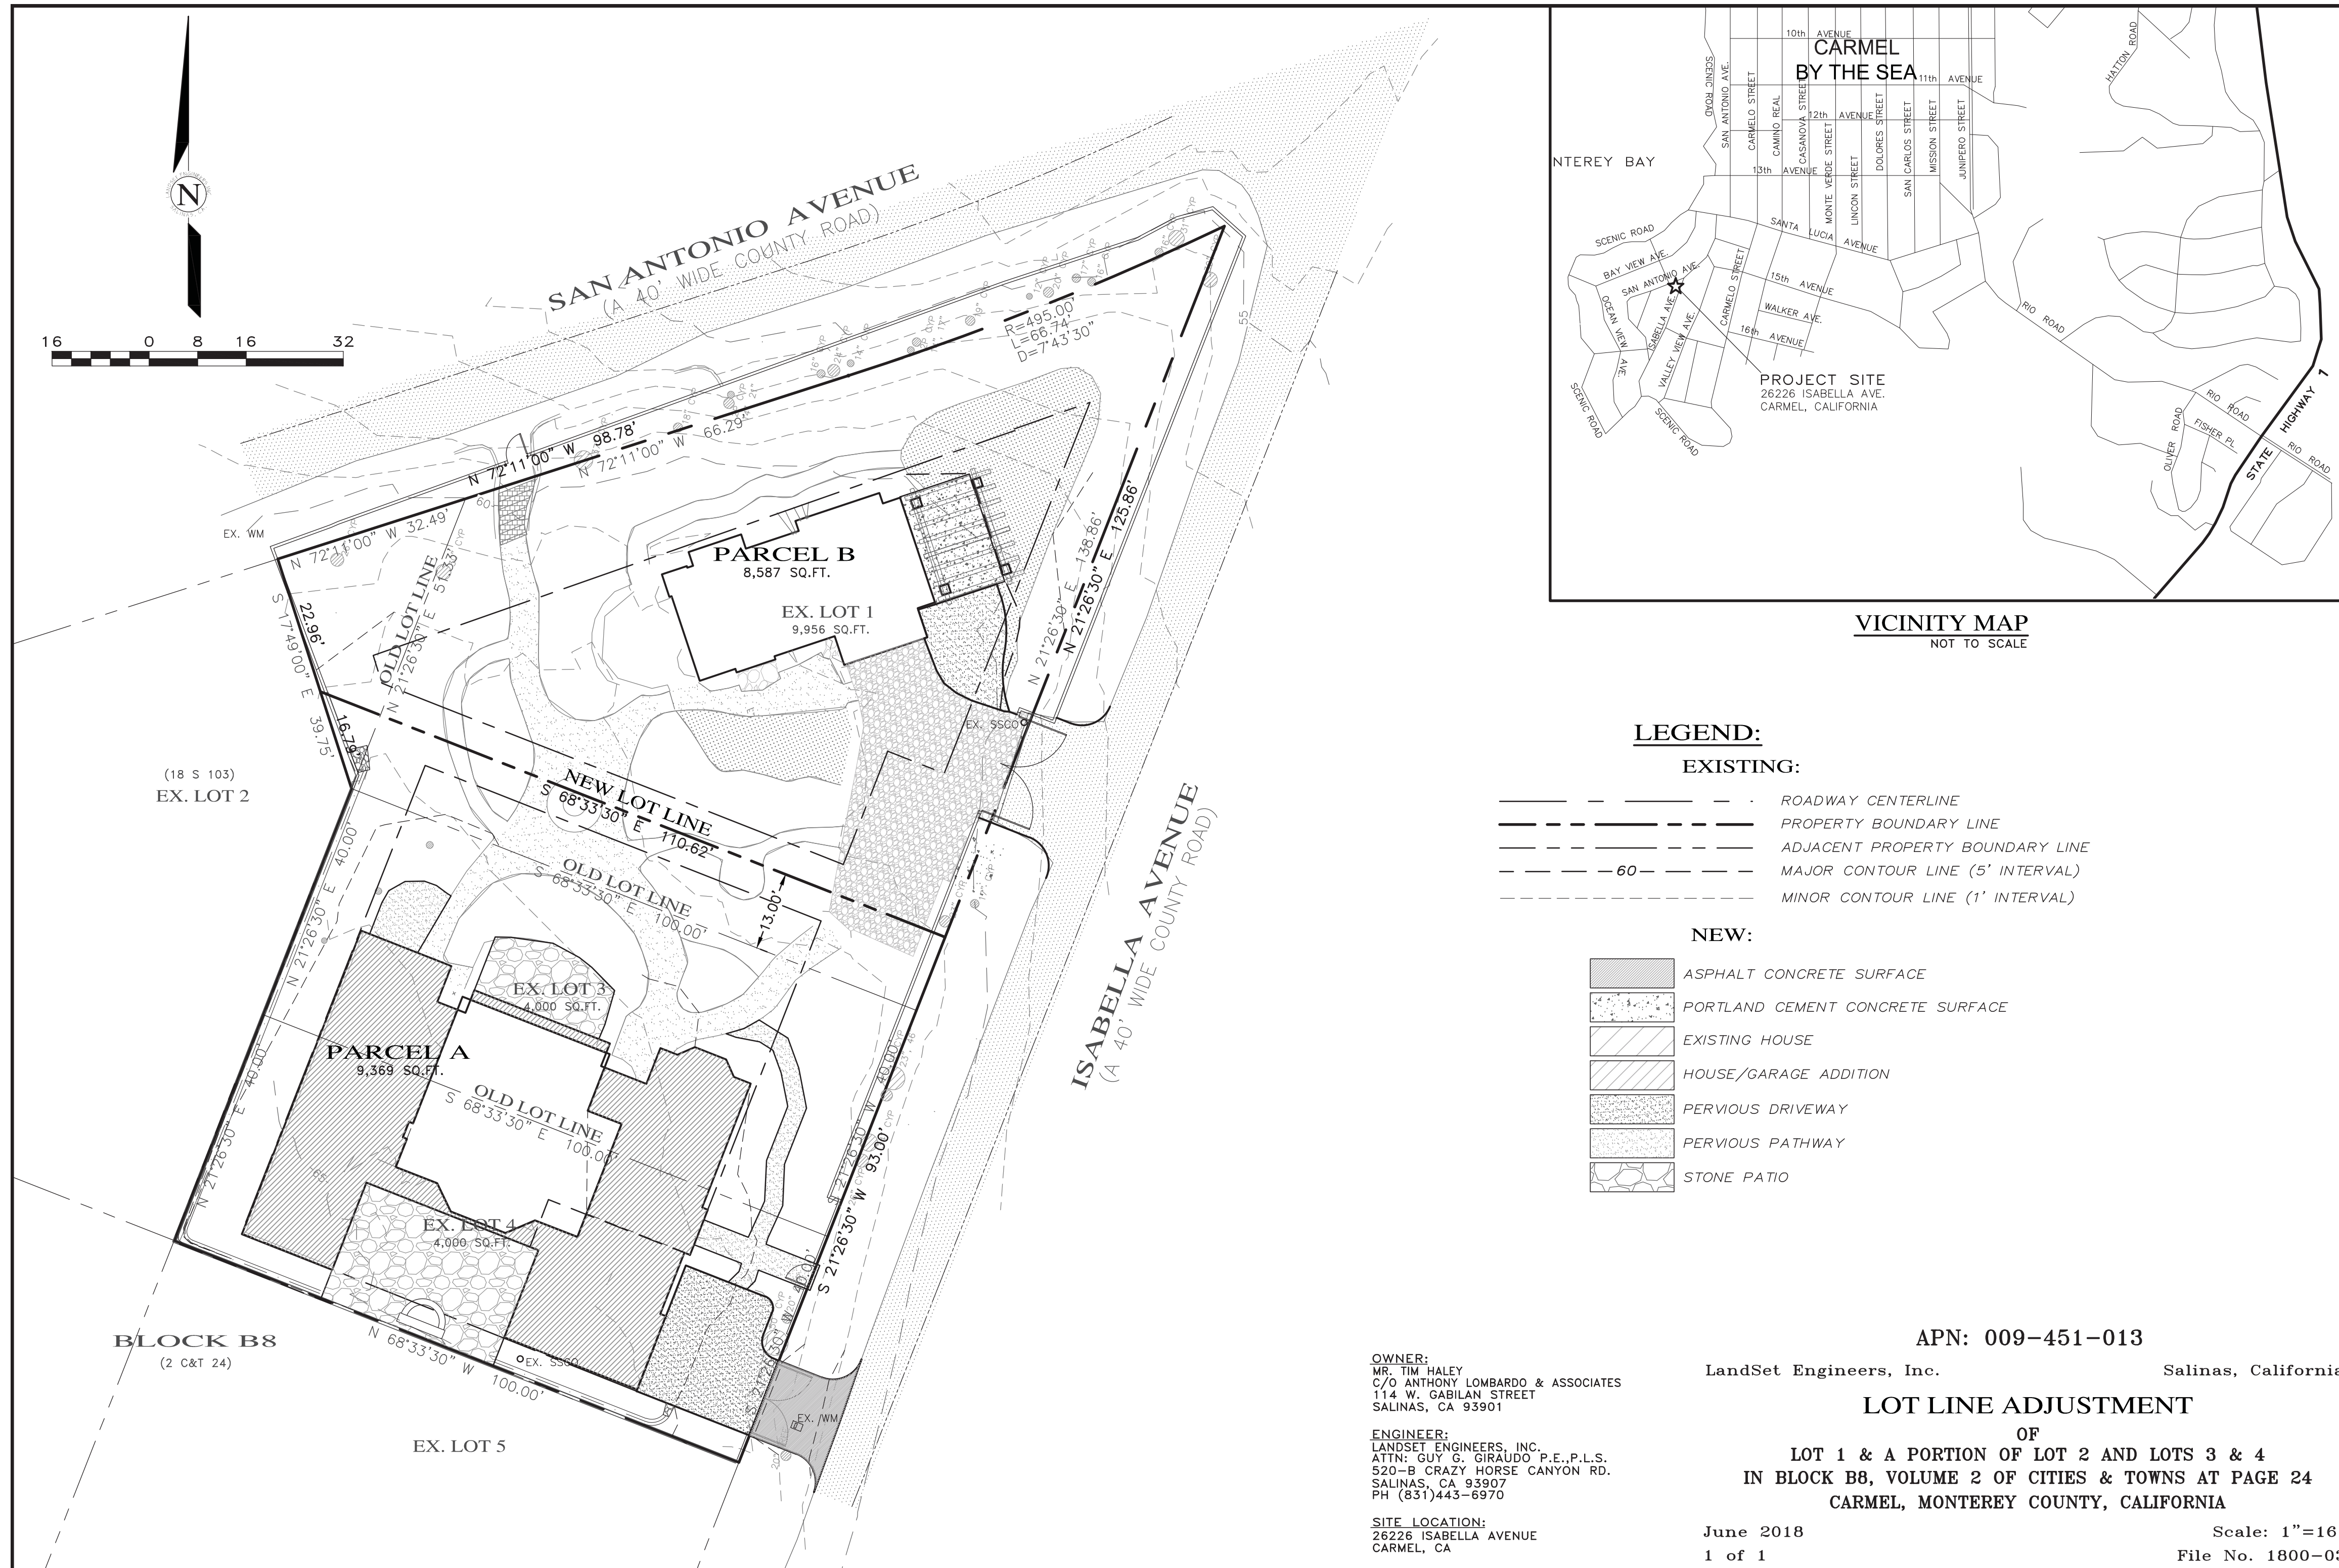 N
16 0 8 16 32
SAN ANTONIO AVENUE
(A 40' WIDE COUNTY ROAD)
R=495.00'
L=66.74'
D=7°43'30"
N 72°11'00" W 98.78'
N 72°11'00" W 66.29'
60
EX. WM
N 72°11'00" W 32.49'
22.96'
S 17°49'00" E 39.75'
16.79'
OLD LOT LINE
N 21°26'30" E 51.33'
PARCEL B
8,587 SQ.FT.
EX. LOT 1
9,956 SQ.FT.
N 21°26'30" E 138.86'
N 21°26'30" E 125.86'
55
EX. SSCO
(18 S 103)
EX. LOT 2
NEW LOT LINE
S 68°33'30" E 110.62'
OLD LOT LINE
S 68°33'30" E 100.00'
13.00'
ISABELLA AVENUE
(A 40' WIDE COUNTY ROAD)
N 21°26'30" E 40.00'
EX. LOT 3
4,000 SQ.FT.
PARCEL A
9,369 SQ.FT.
OLD LOT LINE
S 68°33'30" E 100.00'
N 21°26'30" E 40.00'
S 21°26'30" W 40.00'
S 21°26'30" W 93.00'
65
EX. LOT 4
4,000 SQ.FT.
S 21°26'30" W 40.00'
BLOCK B8
(2 C&T 24)
N 68°33'30" W 100.00'
EX. SSCO
EX. WM
EX. LOT 5
10th AVENUE
CARMEL
BY THE SEA
11th AVENUE
12th AVENUE
13th AVENUE
SCENIC ROAD
SAN ANTONIO AVE.
CARMELO STREET
CAMINO REAL
CASANOVA STREET
MONTE VERDE STREET
LINCON STREET
DOLORES STREET
SAN CARLOS STREET
MISSION STREET
JUNIPERO STREET
HATTON ROAD
NTEREY BAY
SANTA LUCIA AVENUE
SCENIC ROAD
BAY VIEW AVE.
SAN ANTONIO AVE.
OCEAN VIEW AVE.
ISABELLA AVE.
VALLEY VIEW AVE.
CARMELO STREET
15th AVENUE
WALKER AVE.
16th AVENUE
SCENIC ROAD
SCENIC ROAD
PROJECT SITE
26226 ISABELLA AVE.
CARMEL, CALIFORNIA
RIO ROAD
RIO ROAD
OLIVER ROAD
FISHER PL
RIO ROAD
STATE HIGHWAY 1
VICINITY MAP
NOT TO SCALE
LEGEND:
EXISTING:
ROADWAY CENTERLINE
PROPERTY BOUNDARY LINE
ADJACENT PROPERTY BOUNDARY LINE
60 MAJOR CONTOUR LINE (5' INTERVAL)
MINOR CONTOUR LINE (1' INTERVAL)
NEW:
ASPHALT CONCRETE SURFACE
PORTLAND CEMENT CONCRETE SURFACE
EXISTING HOUSE
HOUSE/GARAGE ADDITION
PERVIOUS DRIVEWAY
PERVIOUS PATHWAY
STONE PATIO
OWNER:
MR. TIM HALEY
C/O ANTHONY LOMBARDO & ASSOCIATES
114 W. GABILAN STREET
SALINAS, CA 93901
ENGINEER:
LANDSET ENGINEERS, INC.
ATTN: GUY G. GIRAUDO P.E.,P.L.S.
520-B CRAZY HORSE CANYON RD.
SALINAS, CA 93907
PH (831)443-6970
SITE LOCATION:
26226 ISABELLA AVENUE
CARMEL, CA
APN: 009-451-013
LandSet Engineers, Inc. Salinas, California
LOT LINE ADJUSTMENT
OF
LOT 1 & A PORTION OF LOT 2 AND LOTS 3 & 4
IN BLOCK B8, VOLUME 2 OF CITIES & TOWNS AT PAGE 24
CARMEL, MONTEREY COUNTY, CALIFORNIA
June 2018 Scale: 1"=16
1 of 1 File No. 1800-0